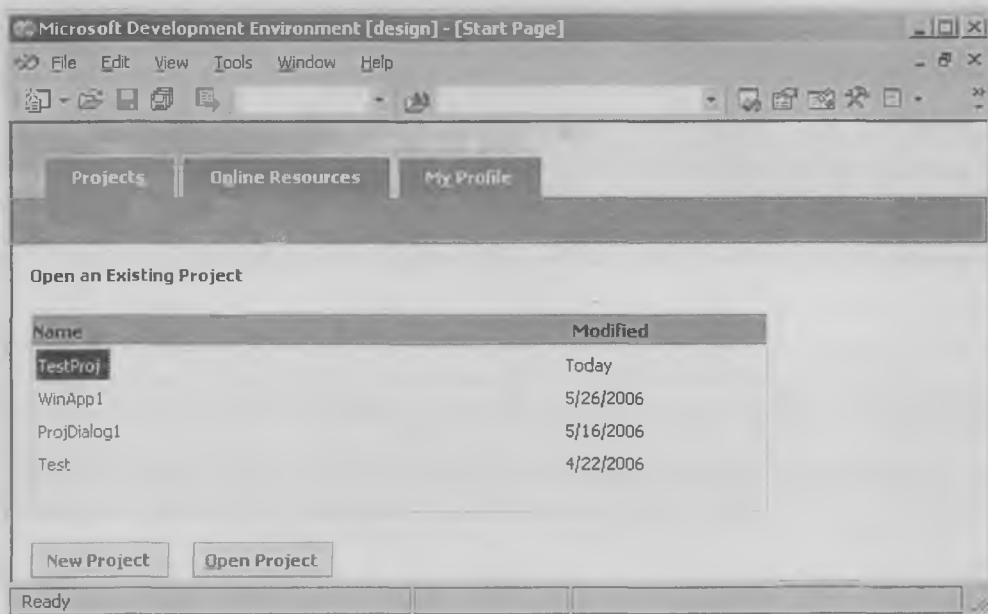 Microsoft Development Environment [design] - [Start Page]
File Edit View Tools Window Help
Projects Online Resources My Profile
Open an Existing Project
Name Modified
TestProj Today
WinApp1 5/26/2006
ProjDialog1 5/16/2006
Test 4/22/2006
New Project Open Project
Ready